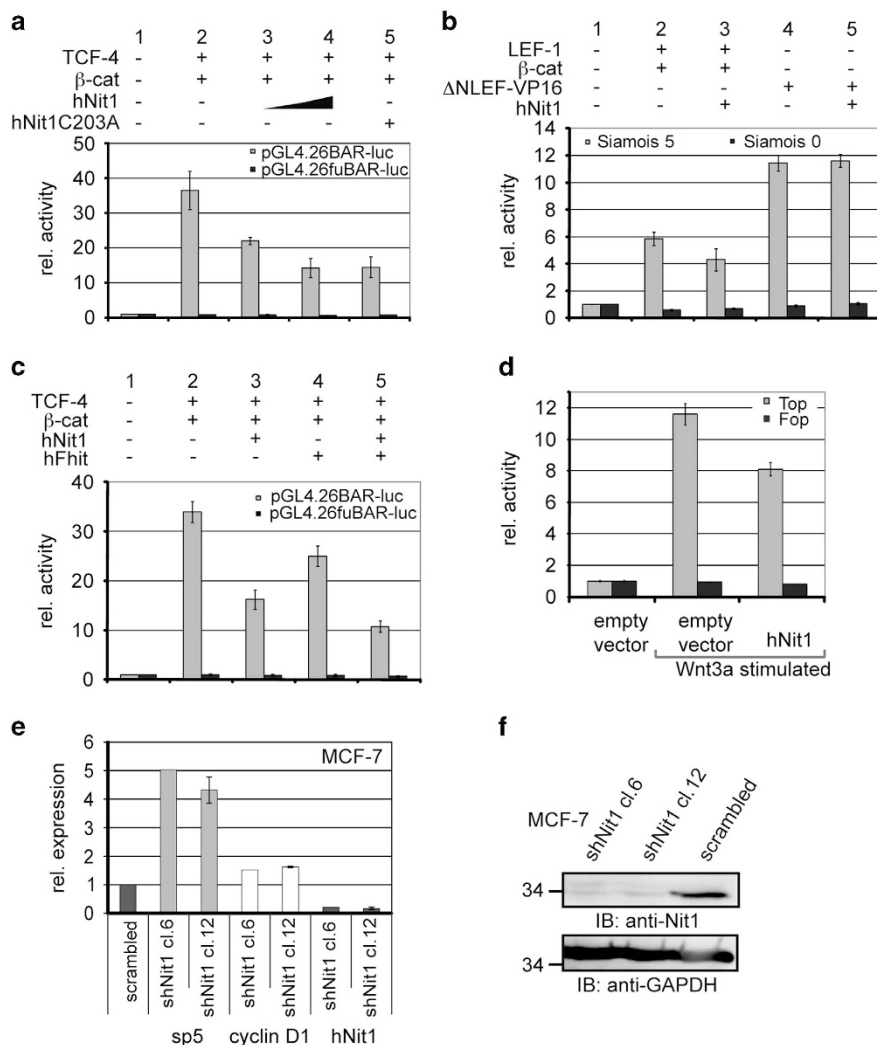 a
1 2 3 4 5
TCF-4 - + + + +
β-cat - + + + +
hNit1 - -
hNit1C203A - - - - +
50
40
30
20
10
0
rel. activity
pGL4.26BAR-luc
pGL4.26fuBAR-luc
b
1 2 3 4 5
LEF-1 - + + - -
β-cat - + + - -
ΔNLEF-VP16 - - - + +
hNit1 - - + - +
14
12
10
8
6
4
2
0
rel. activity
Siamois 5 Siamois 0
c
1 2 3 4 5
TCF-4 - + + + +
β-cat - + + + +
hNit1 - - + - +
hFhit - - - + +
40
30
20
10
0
rel. activity
pGL4.26BAR-luc
pGL4.26fuBAR-luc
d
12
10
8
6
4
2
0
rel. activity
Top
Fop
empty vector
empty vector
hNit1
Wnt3a stimulated
e
6
5
4
3
2
1
0
rel. expression
MCF-7
scrambled
shNit1 cl.6
shNit1 cl.12
shNit1 cl.6
shNit1 cl.12
shNit1 cl.6
shNit1 cl.12
sp5 cyclin D1 hNit1
f
MCF-7
shNit1 cl.6
shNit1 cl.12
scrambled
34
IB: anti-Nit1
34
IB: anti-GAPDH